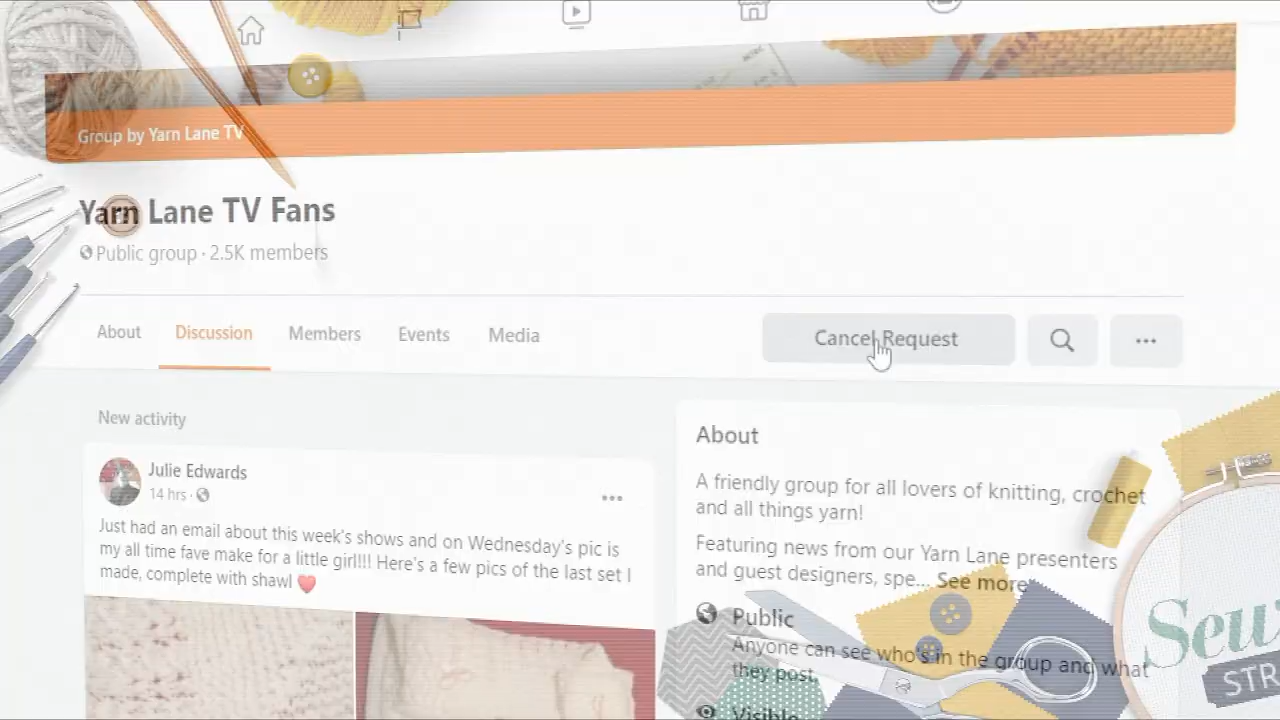 Group by Yarn Lane TV
Yarn Lane TV Fans
Public group · 2.5K members
About Discussion Members Events Media
Cancel Request
New activity
Julie Edwards
14 hrs ·
Just had an email about this week's shows and on Wednesday's pic is
my all time fave make for a little girl!!! Here's a few pics of the last set I
made, complete with shawl ❤️
About
A friendly group for all lovers of knitting, crochet
and all things yarn!
Featuring news from our Yarn Lane presenters
and guest designers, spe... See more
Public
Anyone can see who's in the group and what
they post.
Visible